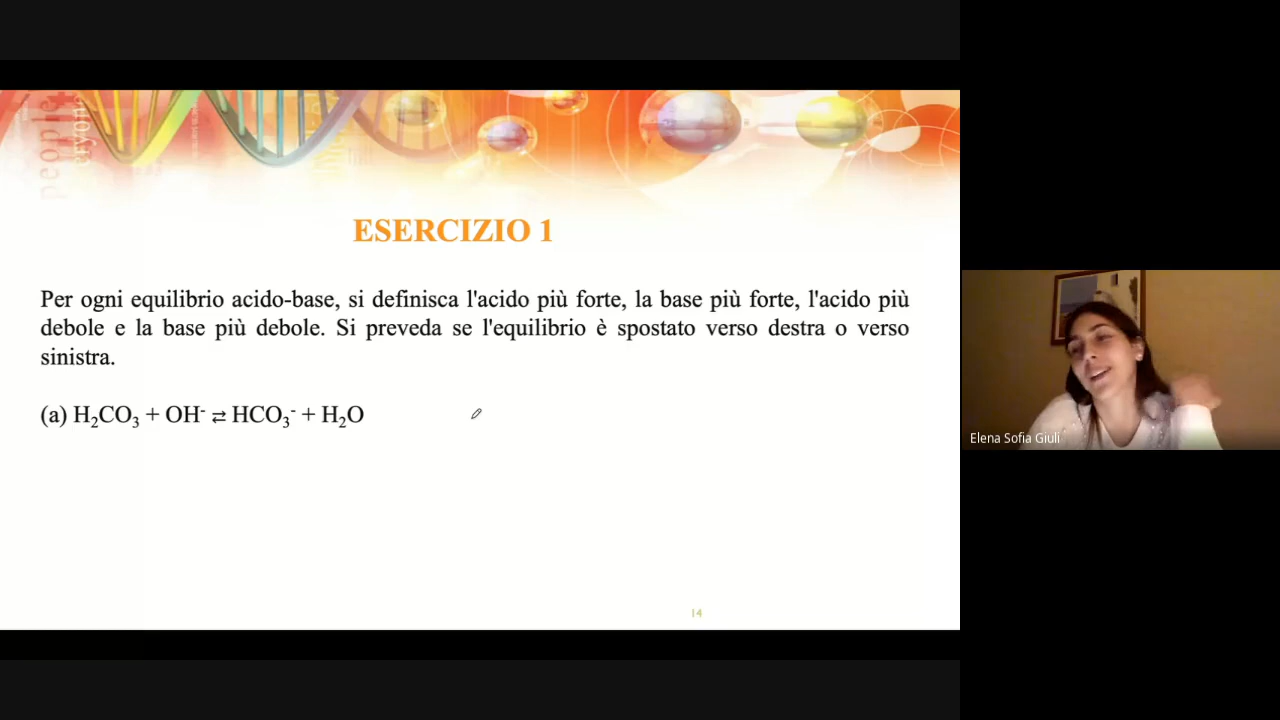 people
eryon
ESERCIZIO 1
Per ogni equilibrio acido-base, si definisca l'acido più forte, la base più forte, l'acido più
debole e la base più debole. Si preveda se l'equilibrio è spostato verso destra o verso
sinistra.
(a) H₂CO₃ + OH⁻ ⇄ HCO₃⁻ + H₂O
14
Elena Sofia Giuli